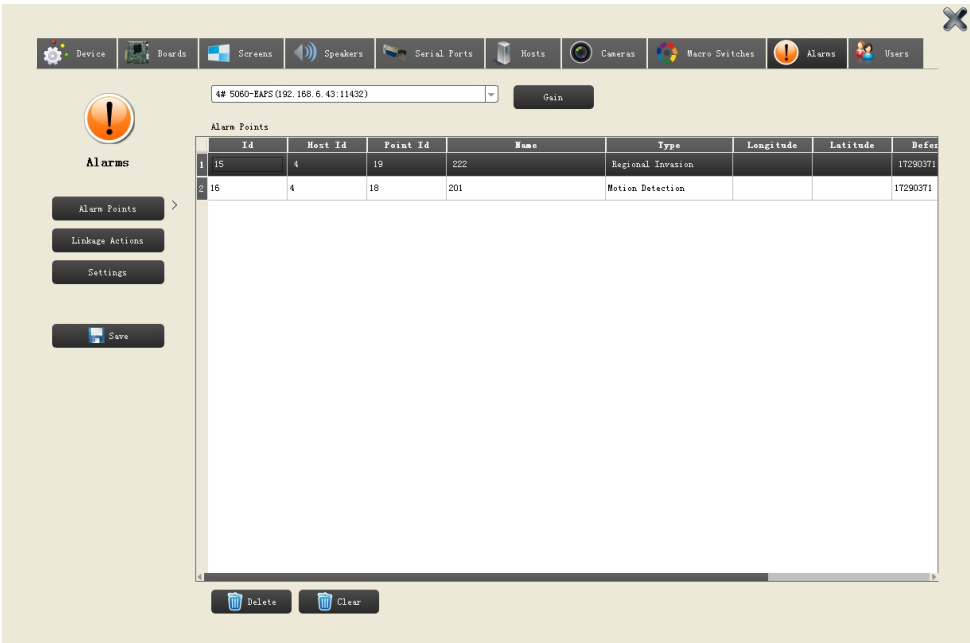 Device Boards Screens Speakers Serial Ports Hosts Cameras Macro Switches Alarms Users
4# 5060-EAPS(192.168.6.43:11432) Gain
Alarm Points
Id Host Id Point Id Name Type Longitude Latitude Defen
1 15 4 19 222 Regional Invasion 17290371
2 16 4 18 201 Motion Detection 17290371
Alarms
Alarm Points >
Linkage Actions
Settings
Save
Delete Clear